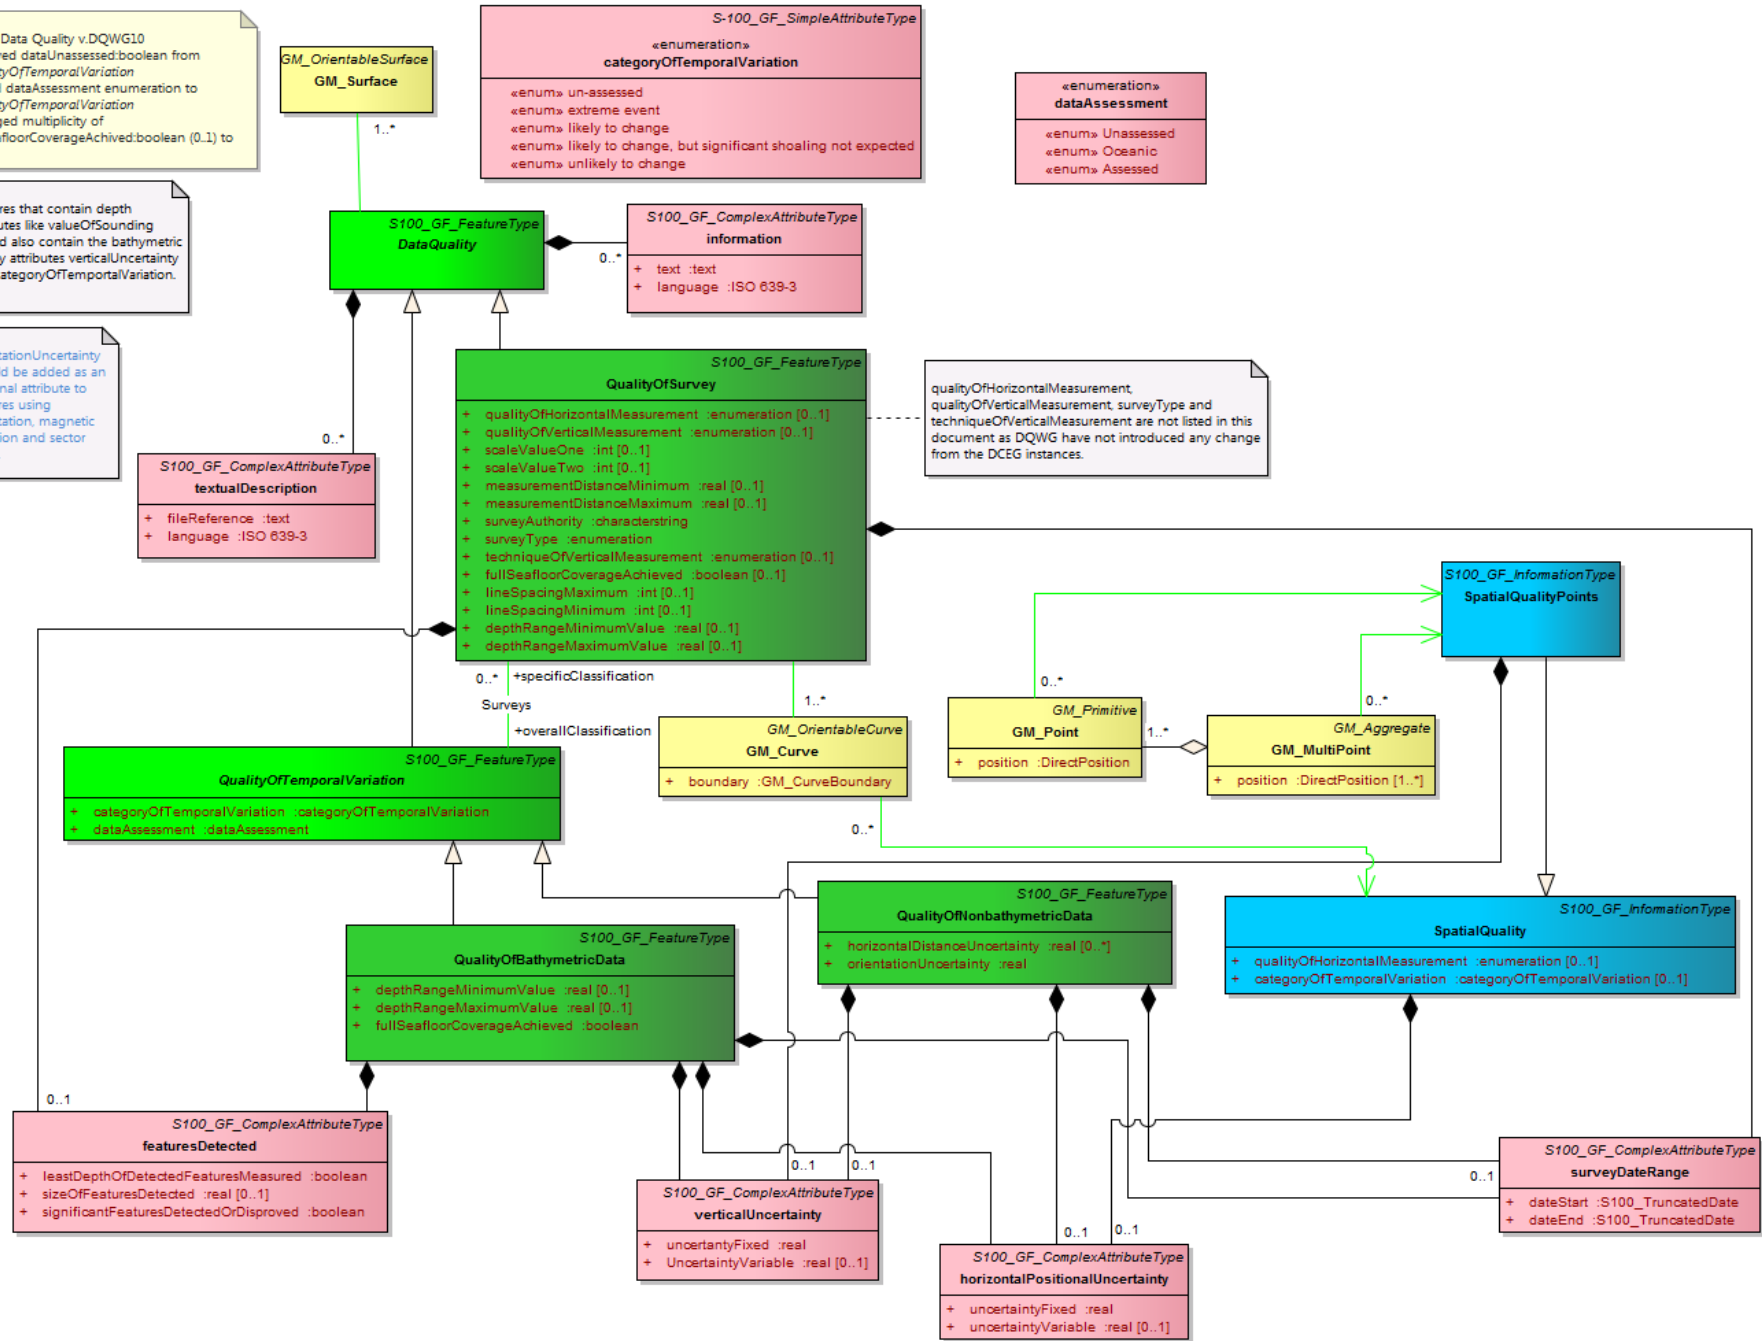 Data Quality v.DQWG10
dataUnassessed:boolean from
OfTemporalVariation
dataAssessment enumeration to
OfTemporalVariation
multiplicity of
floorCoverageAchived:boolean (0..1) to
that contain depth
like valueOfSounding
also contain the bathymetric
attributes verticalUncertainty
categoryOfTemportalVariation.
tationUncertainty
be added as an
attribute to
using
magnetic
and sector
GM_OrientableSurface
GM_Surface
1..*
S-100_GF_SimpleAttributeType
«enumeration»
categoryOfTemporalVariation
«enum» un-assessed
«enum» extreme event
«enum» likely to change
«enum» likely to change, but significant shoaling not expected
«enum» unlikely to change
«enumeration»
dataAssessment
«enum» Unassessed
«enum» Oceanic
«enum» Assessed
S100_GF_FeatureType
DataQuality
0..*
S100_GF_ComplexAttributeType
information
+ text :text
+ language :ISO 639-3
0..*
S100_GF_ComplexAttributeType
textualDescription
+ fileReference :text
+ language :ISO 639-3
S100_GF_FeatureType
QualityOfSurvey
+ qualityOfHorizontalMeasurement :enumeration [0..1]
+ qualityOfVerticalMeasurement :enumeration [0..1]
+ scaleValueOne :int [0..1]
+ scaleValueTwo :int [0..1]
+ measurementDistanceMinimum :real [0..1]
+ measurementDistanceMaximum :real [0..1]
+ surveyAuthority :characterstring
+ surveyType :enumeration
+ techniqueOfVerticalMeasurement :enumeration [0..1]
+ fullSeafloorCoverageAchieved :boolean [0..1]
+ lineSpacingMaximum :int [0..1]
+ lineSpacingMinimum :int [0..1]
+ depthRangeMinimumValue :real [0..1]
+ depthRangeMaximumValue :real [0..1]
qualityOfHorizontalMeasurement,
qualityOfVerticalMeasurement, surveyType and
techniqueOfVerticalMeasurement are not listed in this
document as DQWG have not introduced any change
from the DCEG instances.
S100_GF_InformationType
SpatialQualityPoints
0..* +specificClassification
Surveys
+overallClassification
1..*
GM_OrientableCurve
GM_Curve
+ boundary :GM_CurveBoundary
0..*
0..*
GM_Primitive
GM_Point
+ position :DirectPosition
1..*
0..*
GM_Aggregate
GM_MultiPoint
+ position :DirectPosition [1..*]
S100_GF_FeatureType
QualityOfTemporalVariation
+ categoryOfTemporalVariation :categoryOfTemporalVariation
+ dataAssessment :dataAssessment
S100_GF_FeatureType
QualityOfNonbathymetricData
+ horizontalDistanceUncertainty :real [0..*]
+ orientationUncertainty :real
S100_GF_InformationType
SpatialQuality
+ qualityOfHorizontalMeasurement :enumeration [0..1]
+ categoryOfTemporalVariation :categoryOfTemporalVariation [0..1]
S100_GF_FeatureType
QualityOfBathymetricData
+ depthRangeMinimumValue :real [0..1]
+ depthRangeMaximumValue :real [0..1]
+ fullSeafloorCoverageAchieved :boolean
0..1
S100_GF_ComplexAttributeType
featuresDetected
+ leastDepthOfDetectedFeaturesMeasured :boolean
+ sizeOfFeaturesDetected :real [0..1]
+ significantFeaturesDetectedOrDisproved :boolean
0..1 0..1
S100_GF_ComplexAttributeType
verticalUncertainty
+ uncertantyFixed :real
+ UncertaintyVariable :real [0..1]
0..1 0..1
S100_GF_ComplexAttributeType
horizontalPositionalUncertainty
+ uncertaintyFixed :real
+ uncertaintyVariable :real [0..1]
0..1
S100_GF_ComplexAttributeType
surveyDateRange
+ dateStart :S100_TruncatedDate
+ dateEnd :S100_TruncatedDate